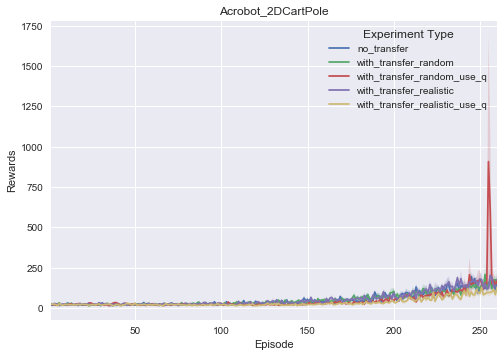 Acrobot_2DCartPole
Experiment Type
no_transfer
with_transfer_random
with_transfer_random_use_q
with_transfer_realistic
with_transfer_realistic_use_q
Rewards
1750
1500
1250
1000
750
500
250
0
50
100
150
200
250
Episode